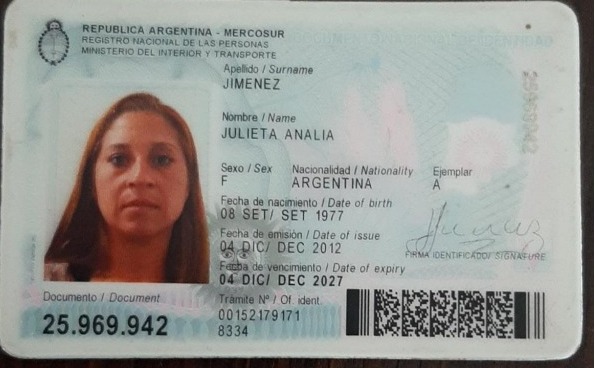 REPUBLICA ARGENTINA - MERCOSUR
REGISTRO NACIONAL DE LAS PERSONAS
MINISTERIO DEL INTERIOR Y TRANSPORTE
Apellido / Surname
JIMENEZ
Nombre / Name
JULIETA ANALIA
Sexo / Sex Nacionalidad / Nationality Ejemplar
F ARGENTINA A
Fecha de nacimiento / Date of birth
08 SET/ SET 1977
Fecha de emisión / Date of issue
04 DIC/ DEC 2012
FIRMA IDENTIFICADO/ SIGNATURE
Fecha de vencimiento / Date of expiry
04 DIC/ DEC 2027
Documento / Document Tramite Nº / Of. ident.
25.969.942 00152179171
8334